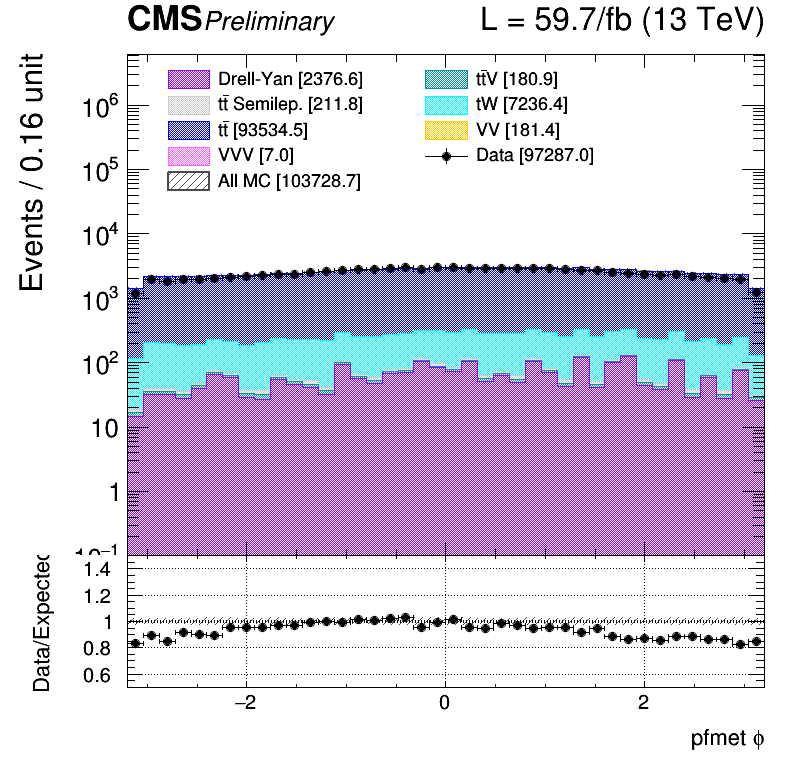 CMS Preliminary L = 59.7/fb (13 TeV)
Events / 0.16 unit
Drell-Yan [2376.6]
tt̄ Semilep. [211.8]
tt̄ [93534.5]
VVV [7.0]
All MC [103728.7]
tt̄V [180.9]
tW [7236.4]
VV [181.4]
Data [97287.0]
10⁶
10⁵
10⁴
10³
10²
10
1
10⁻¹
Data/Expected
1.4
1.2
1
0.8
0.6
−2 0 2
pfmet ϕ